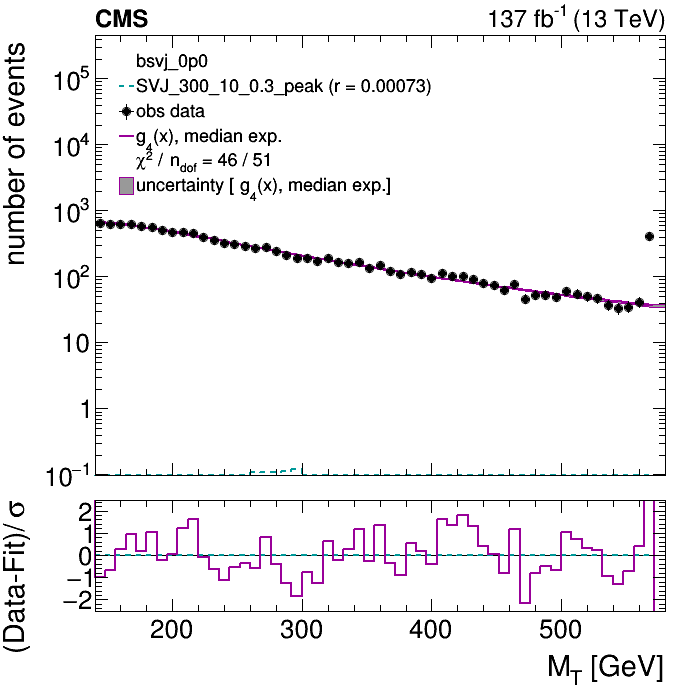 CMS 137 fb⁻¹ (13 TeV)
bsvj_0p0
SVJ_300_10_0.3_peak (r = 0.00073)
obs data
g₄(x), median exp.
χ² / n_dof = 46 / 51
uncertainty [ g₄(x), median exp.]
number of events
10⁵
10⁴
10³
10²
10
1
10⁻¹
(Data-Fit)/σ
2
1
0
−1
−2
200 300 400 500
M_T [GeV]